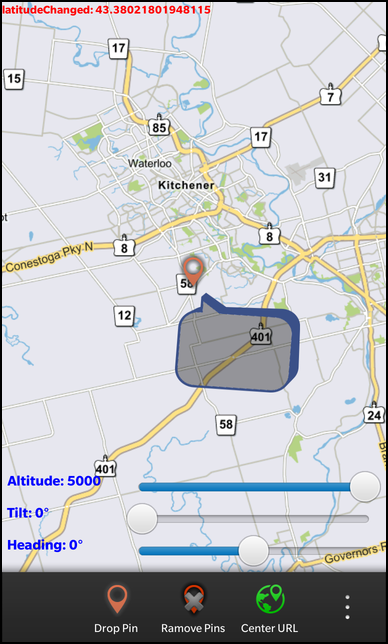 latitudeChanged: 43.38021801948115
17
15
7
85
17
Waterloo
31
Kitchener
8
8
Conestoga Pky N
58
12
401
24
58
401
Altitude: 5000
Tilt: 0°
Heading: 0°
Governors R
Drop Pin
Ramove Pins
Center URL